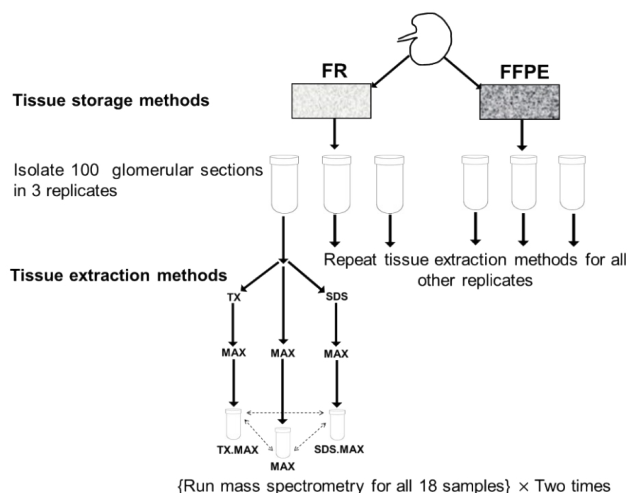 FR
FFPE
Tissue storage methods
Isolate 100 glomerular sections
in 3 replicates
Repeat tissue extraction methods for all
other replicates
Tissue extraction methods
TX
SDS
MAX
MAX
MAX
TX.MAX
SDS.MAX
MAX
{Run mass spectrometry for all 18 samples} × Two times